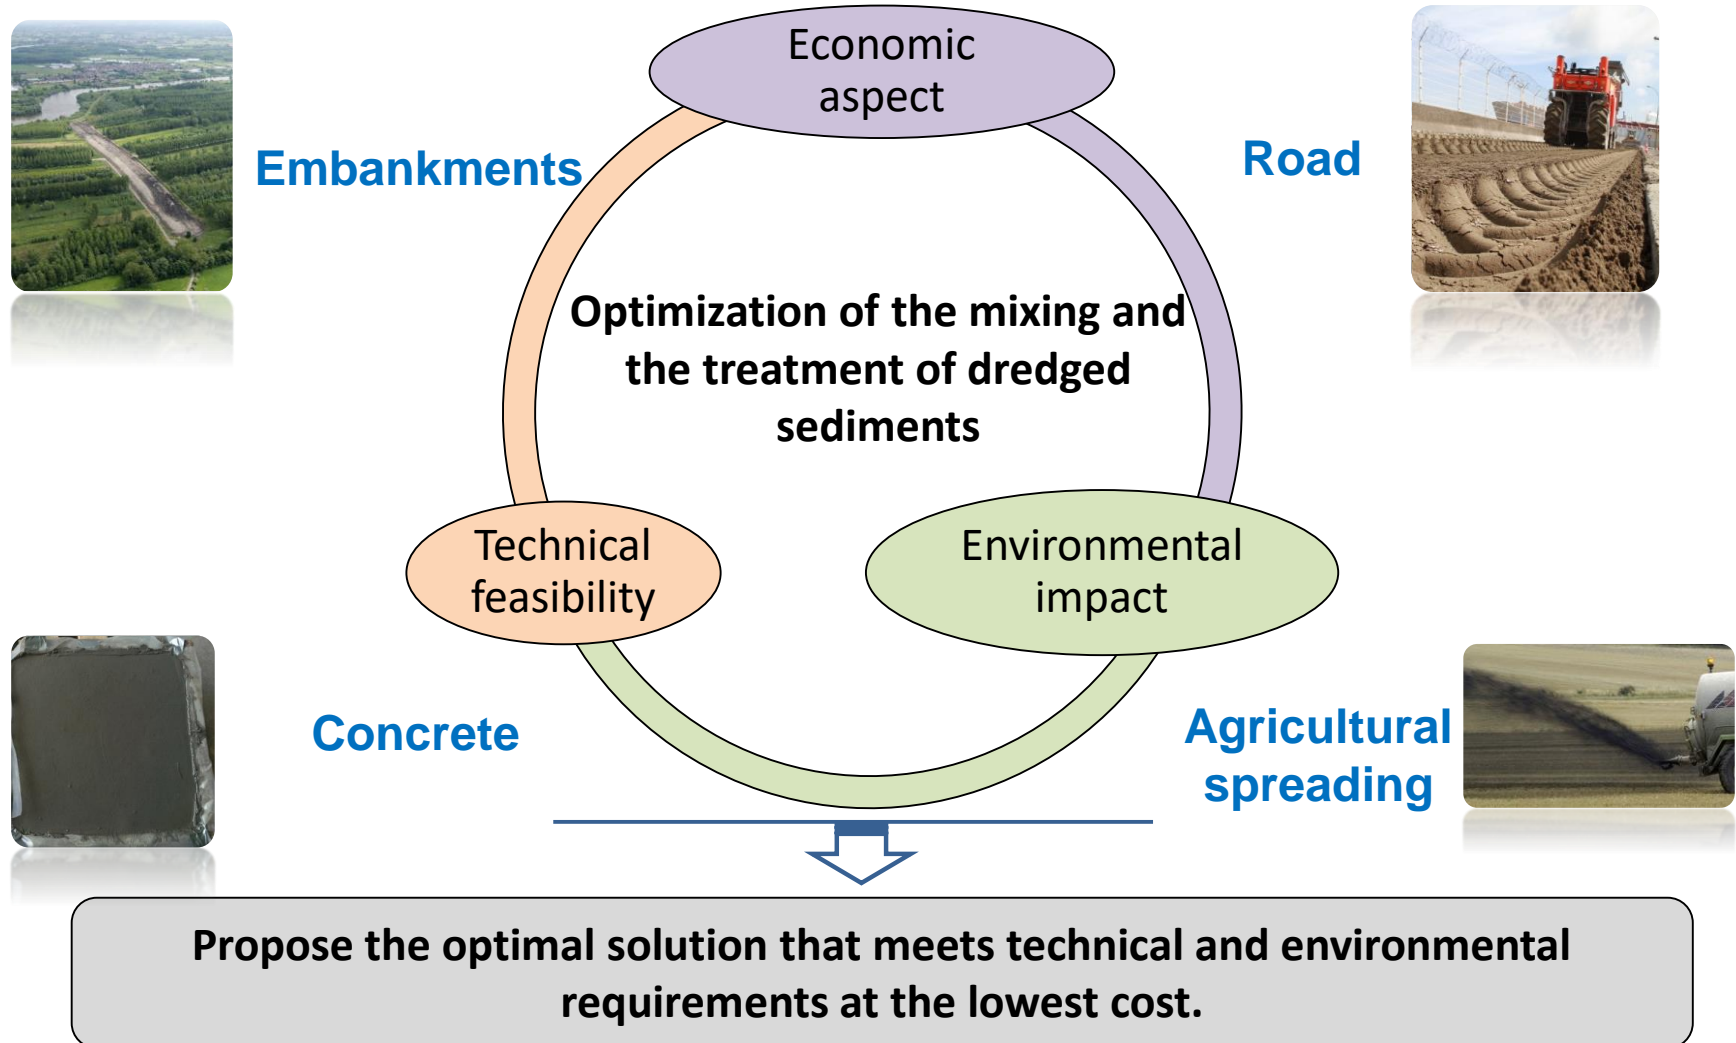 Economic
aspect
Embankments
Road
Optimization of the mixing and
the treatment of dredged
sediments
Technical
feasibility
Environmental
impact
Concrete
Agricultural
spreading
Propose the optimal solution that meets technical and environmental
requirements at the lowest cost.